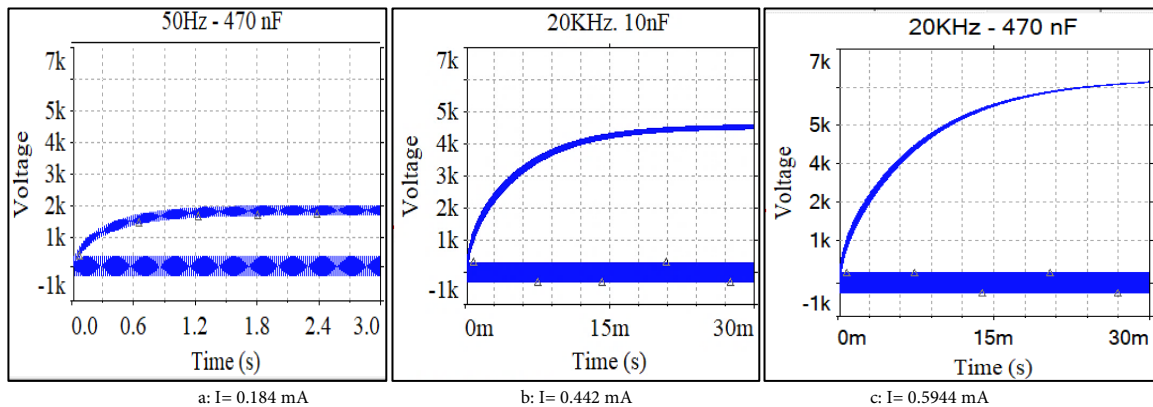 50Hz - 470 nF
7k
5k
4k
3k
2k
1k
-1k
Voltage
0.0 0.6 1.2 1.8 2.4 3.0
Time (s)
a: I= 0.184 mA
20KHz. 10nF
7k
5k
4k
3k
2k
1k
-1k
Voltage
0m 15m 30m
Time (s)
b: I= 0.442 mA
20KHz - 470 nF
7k
5k
4k
2k
1k
-1k
Voltage
0m 15m 30m
Time (s)
c: I= 0.5944 mA